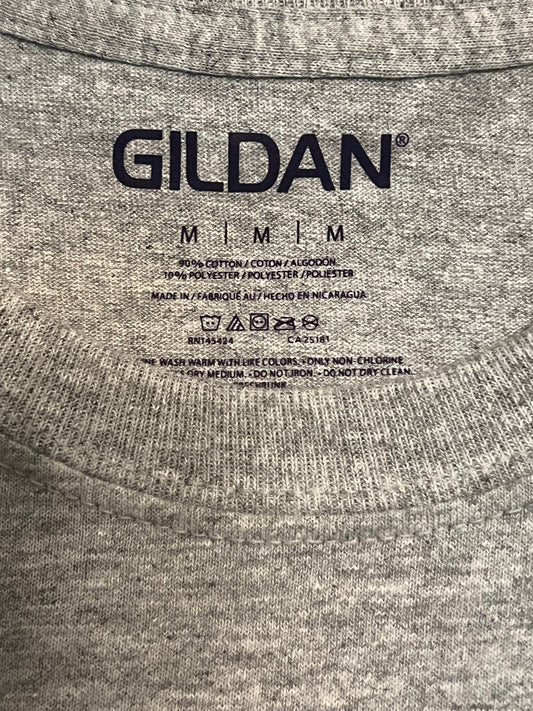 GILDAN®
M | M | M
90% COTTON / COTON / ALGODÓN
10% POLYESTER / POLYESTER / POLIÉSTER
MADE IN / FABRIQUÉ AU / HECHO EN NICARAGUA
RN145424 CA25181
WASH WARM WITH LIKE COLORS. • ONLY NON-CHLORINE
DRY MEDIUM. • DO NOT IRON. • DO NOT DRY CLEAN.